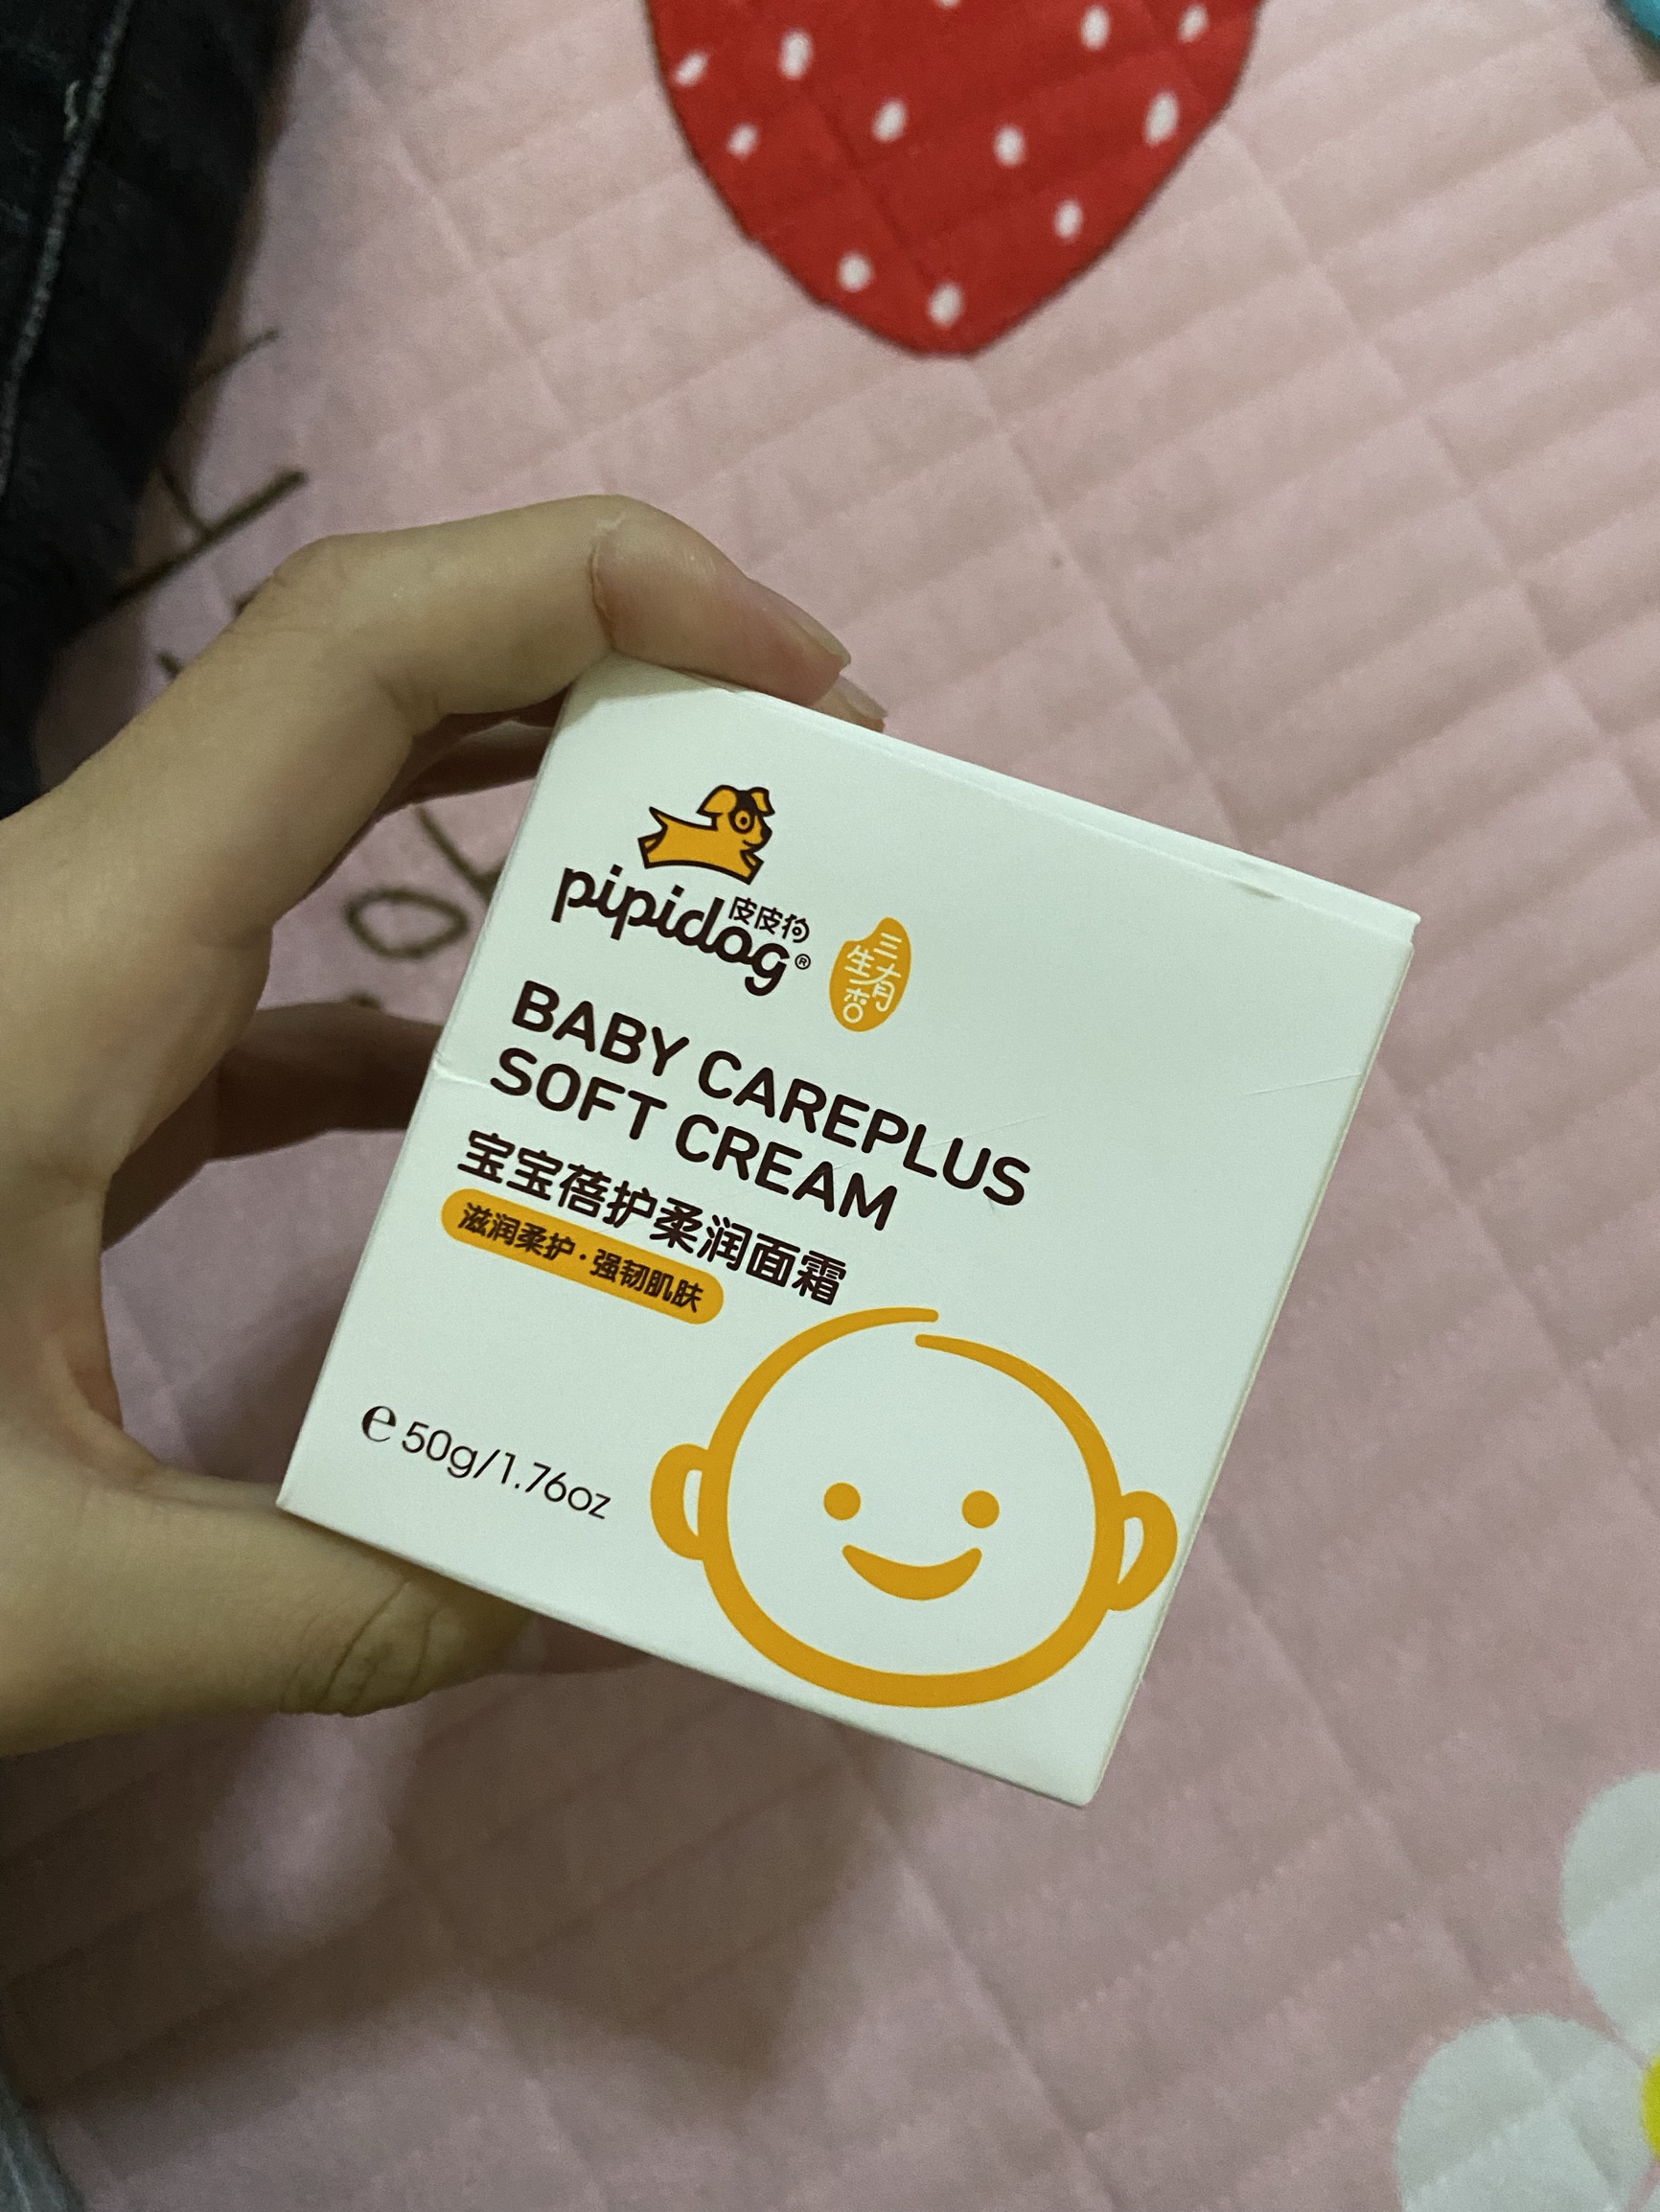 pipidog®
皮皮狗
三有
生杏
BABY CAREPLUS
SOFT CREAM
宝宝蓓护柔润面霜
滋润柔护·强韧肌肤
e 50g/1.76oz